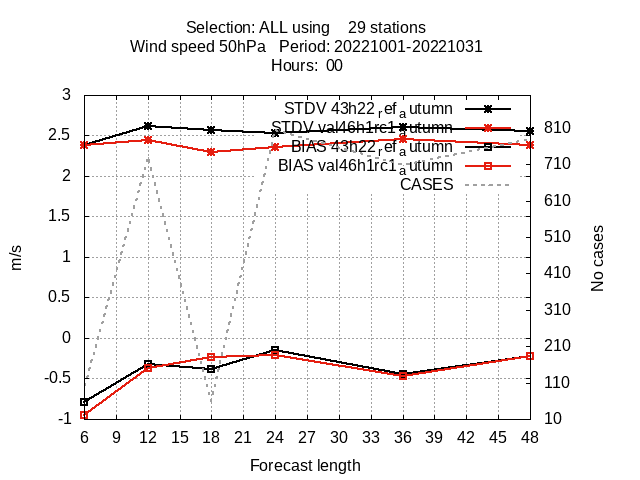 Selection: ALL using 29 stations
Wind speed 50hPa Period: 20221001-20221031
Hours: 00
STDV 43h22_ref_autumn
STDV val46h1rc1_autumn
BIAS 43h22_ref_autumn
BIAS val46h1rc1_autumn
CASES
3
2.5
2
1.5
1
0.5
0
-0.5
-1
m/s
810
710
610
510
410
310
210
110
10
No cases
6 9 12 15 18 21 24 27 30 33 36 39 42 45 48
Forecast length